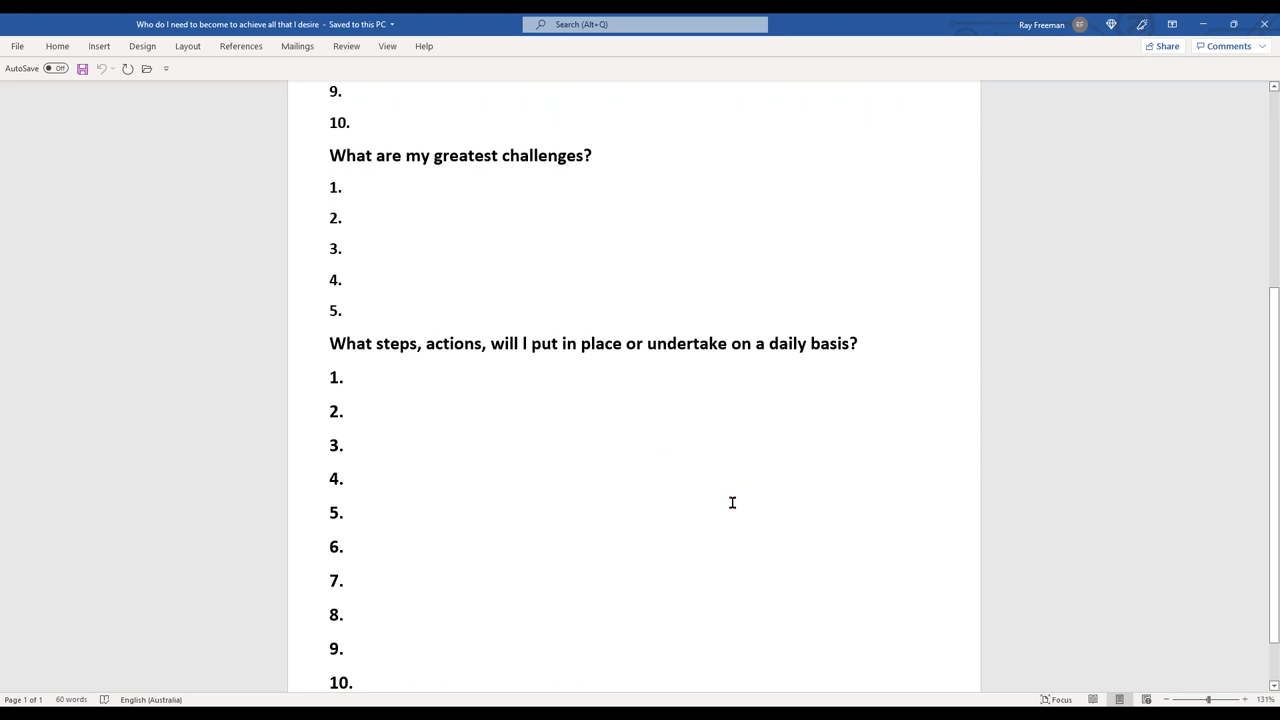 Who do I need to become to achieve all that I desire - Saved to this PC
Search (Alt+Q)
Ray Freeman
RF
File Home Insert Design Layout References Mailings Review View Help
Share
Comments
AutoSave Off
9.
10.
What are my greatest challenges?
1.
2.
3.
4.
5.
What steps, actions, will I put in place or undertake on a daily basis?
1.
2.
3.
4.
5.
6.
7.
8.
9.
10.
Page 1 of 1 60 words English (Australia)
Focus
131%